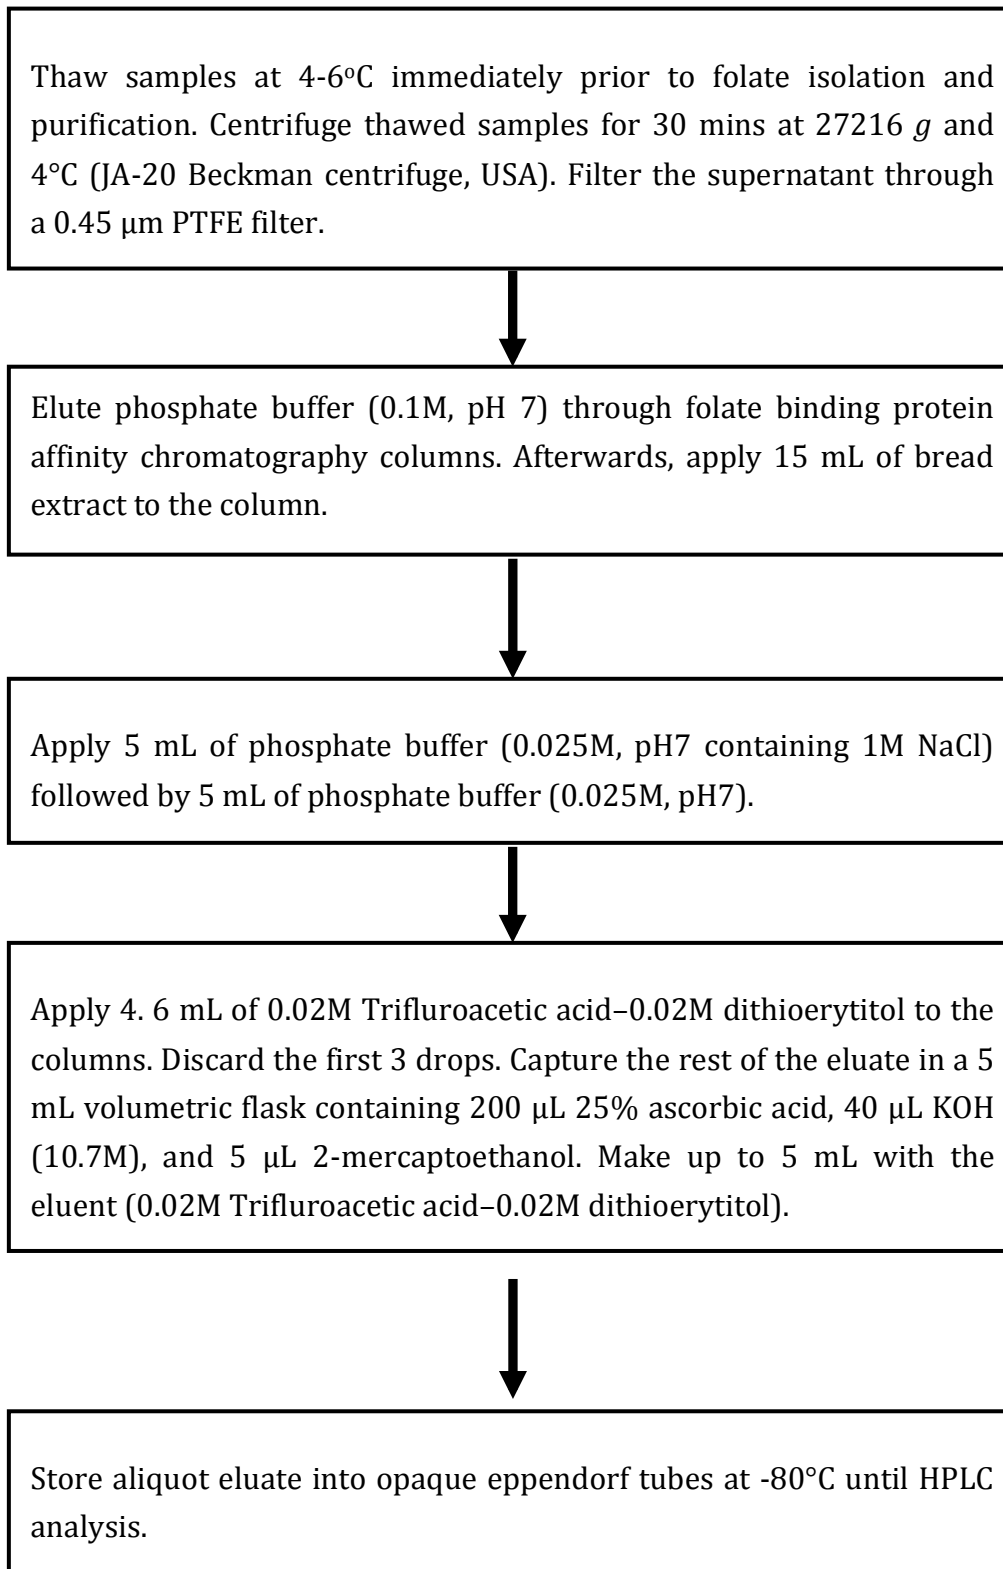 Thaw samples at 4-6ºC immediately prior to folate isolation and
purification. Centrifuge thawed samples for 30 mins at 27216 g and
4°C (JA-20 Beckman centrifuge, USA). Filter the supernatant through
a 0.45 µm PTFE filter.
Elute phosphate buffer (0.1M, pH 7) through folate binding protein
affinity chromatography columns. Afterwards, apply 15 mL of bread
extract to the column.
Apply 5 mL of phosphate buffer (0.025M, pH7 containing 1M NaCl)
followed by 5 mL of phosphate buffer (0.025M, pH7).
Apply 4. 6 mL of 0.02M Trifluroacetic acid–0.02M dithioerytitol to the
columns. Discard the first 3 drops. Capture the rest of the eluate in a 5
mL volumetric flask containing 200 µL 25% ascorbic acid, 40 µL KOH
(10.7M), and 5 µL 2-mercaptoethanol. Make up to 5 mL with the
eluent (0.02M Trifluroacetic acid–0.02M dithioerytitol).
Store aliquot eluate into opaque eppendorf tubes at -80°C until HPLC
analysis.